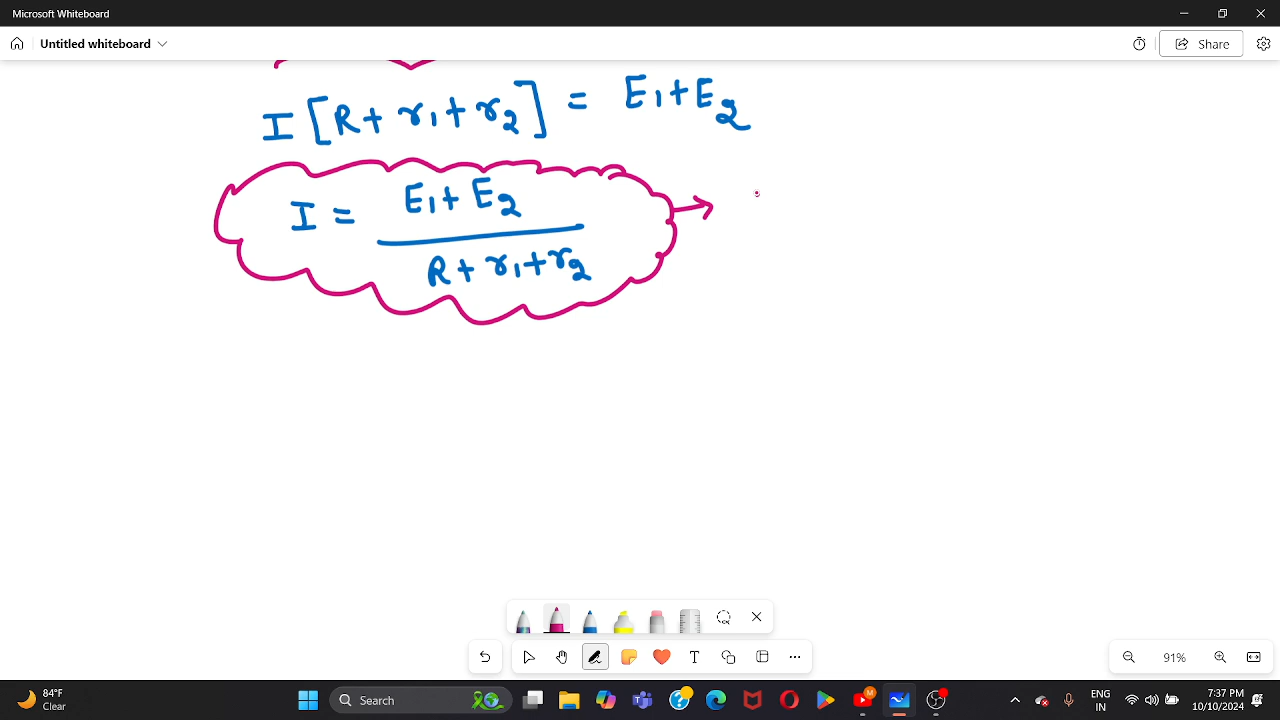 Microsoft Whiteboard
Untitled whiteboard
Share
I [R + r1 + r2] = E1 + E2
I = E1 + E2
R + r1 + r2
91%
84°F
Clear
Search
M
ENG
IN
7:37 PM
10/10/2024